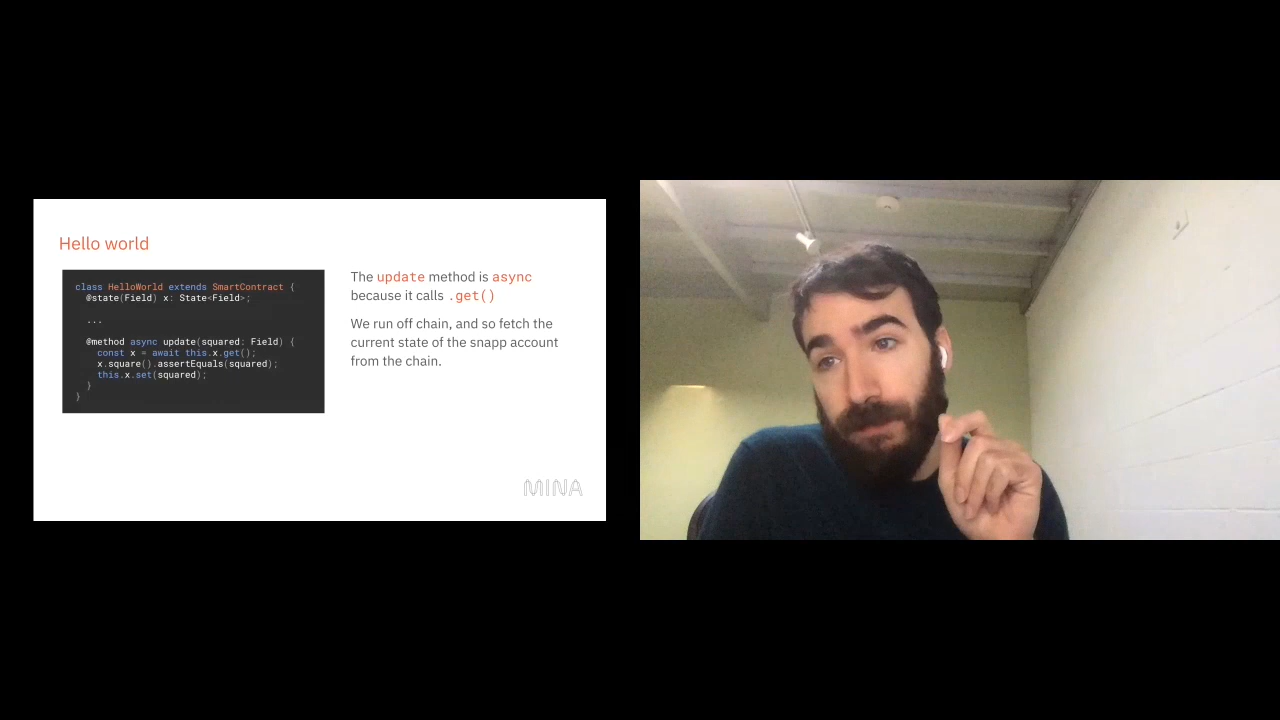 Hello world
class HelloWorld extends SmartContract {
@state(Field) x: State<Field>;
...
@method async update(squared: Field) {
const x = await this.x.get();
x.square().assertEquals(squared);
this.x.set(squared);
}
}
The update method is async
because it calls .get()
We run off chain, and so fetch the
current state of the snapp account
from the chain.
MINA